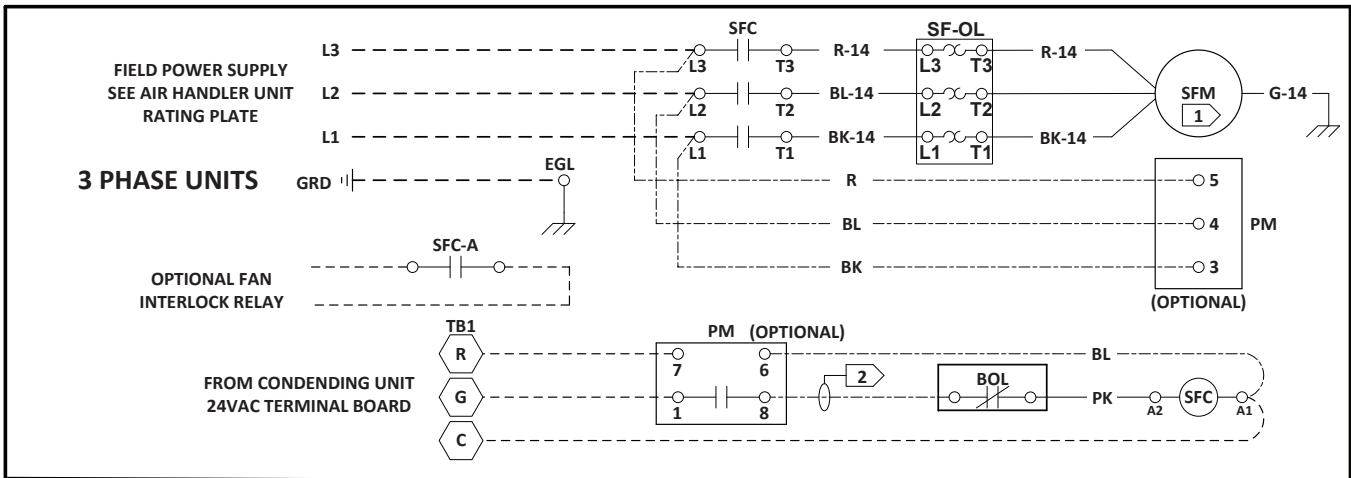 SFC
SF-OL
L3
R-14
R-14
L3
T3
L3 T3
FIELD POWER SUPPLY
SEE AIR HANDLER UNIT
RATING PLATE
L2
BL-14
SFM
G-14
L2
T2
L2 T2
1
L1
BK-14
BK-14
L1
T1
L1 T1
3 PHASE UNITS
GRD
EGL
R
5
BL
4
PM
SFC-A
BK
3
OPTIONAL FAN
INTERLOCK RELAY
(OPTIONAL)
TB1
PM (OPTIONAL)
R
7
6
BL
FROM CONDENDING UNIT
24VAC TERMINAL BOARD
2
BOL
G
1
8
PK
A2
SFC
A1
C